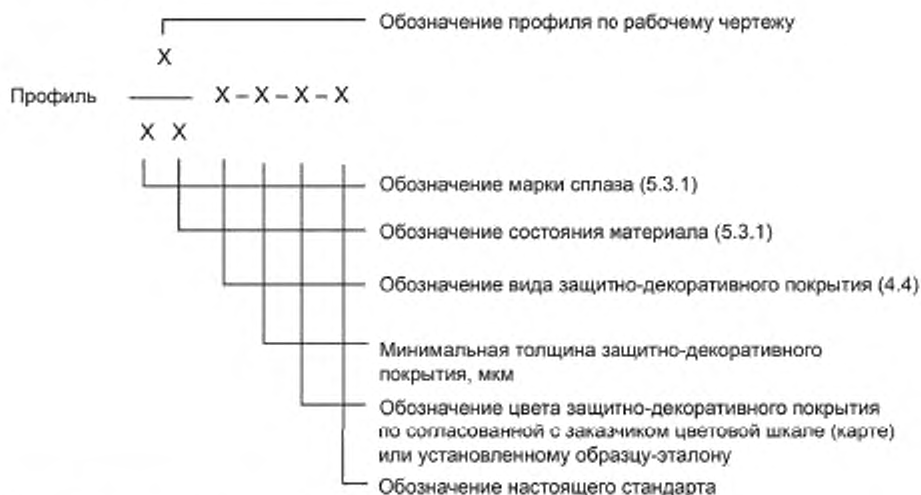 Обозначение профиля по рабочему чертежу
X
Профиль X – X – X – X
X X
Обозначение марки сплаза (5.3.1)
Обозначение состояния материала (5.3.1)
Обозначение вида защитно-декоративного покрытия (4.4)
Минимальная толщина защитно-декоративного
покрытия, мкм
Обозначение цвета защитно-декоративного покрытия
по согласованной с заказчиком цветовой шкале (карте)
или установленному образцу-эталону
Обозначение настоящего стандарта